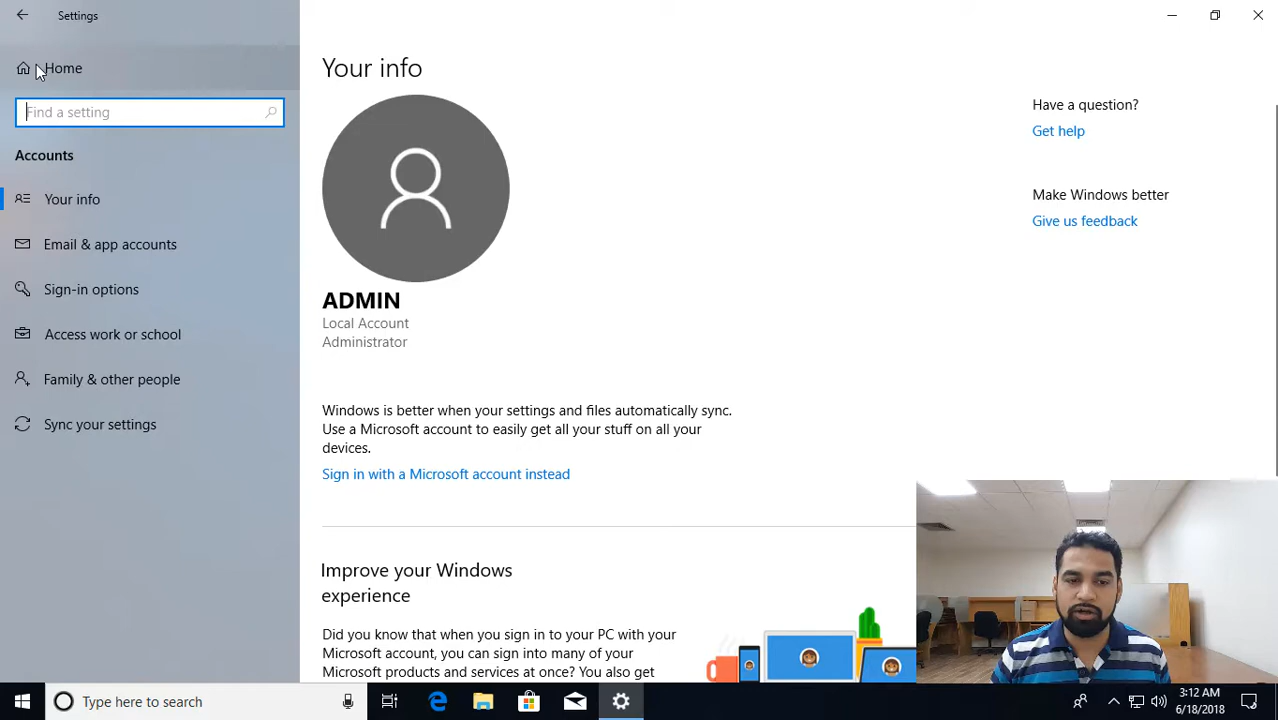 Settings
Home
Find a setting
Accounts
Your info
Email & app accounts
Sign-in options
Access work or school
Family & other people
Sync your settings
Your info
ADMIN
Local Account
Administrator
Windows is better when your settings and files automatically sync.
Use a Microsoft account to easily get all your stuff on all your
devices.
Sign in with a Microsoft account instead
Improve your Windows
experience
Did you know that when you sign in to your PC with your
Microsoft account, you can sign into many of your
Microsoft products and services at once? You also get
Have a question?
Get help
Make Windows better
Give us feedback
Type here to search
3:12 AM
6/18/2018